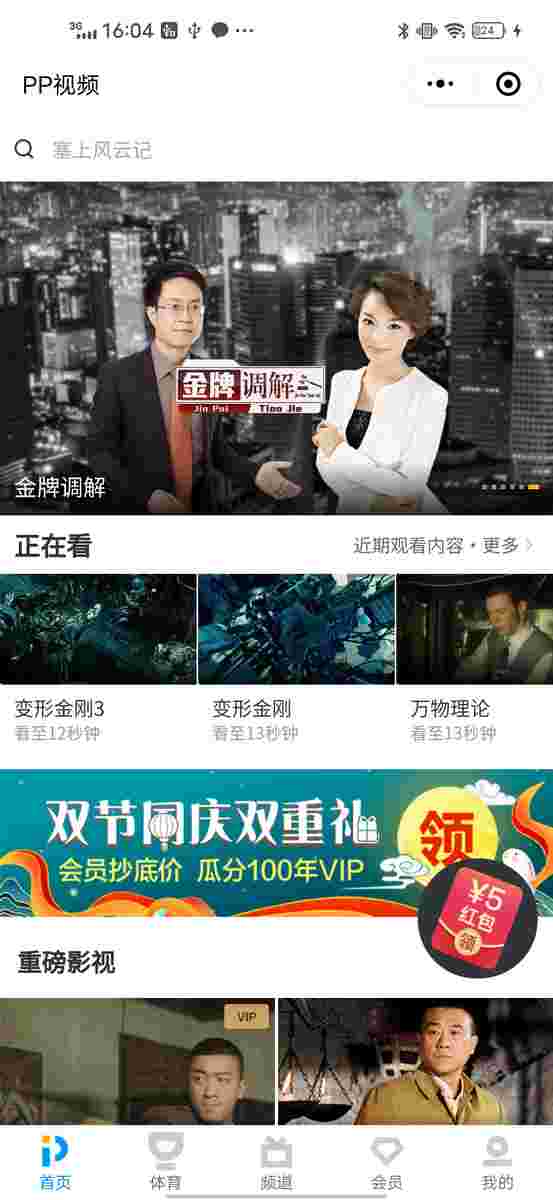 3G 16:04 24
PP视频
塞上风云记
金牌调解
Jin Pai Tiao Jie
金牌调解
正在看
近期观看内容·更多
变形金刚3
变形金刚
万物理论
看至12秒钟
看至13秒钟
看至13秒钟
双节同庆双重礼
领
会员抄底价 瓜分100年VIP
¥5
红包
领
重磅影视
VIP
首页
体育
频道
会员
我的